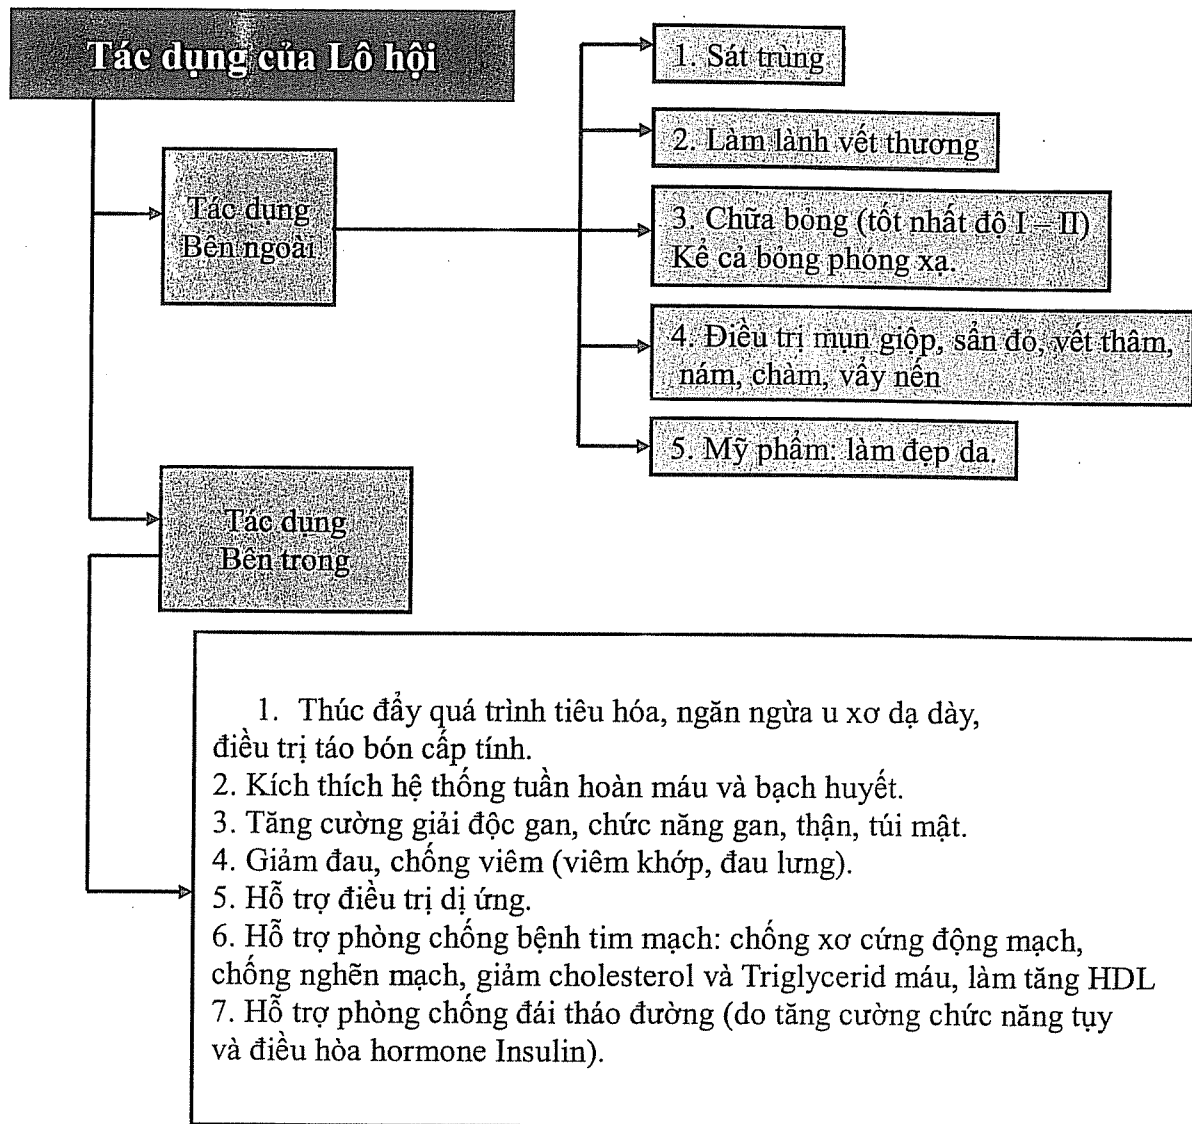 Tác dụng của Lô hội
Tác dụng
Bên ngoài
1. Sát trùng
2. Làm lành vết thương
3. Chữa bỏng (tốt nhất độ I – II)
Kể cả bỏng phóng xạ.
4. Điều trị mụn giộp, sẩn đỏ, vết thâm,
nám, chàm, vẩy nến
5. Mỹ phẩm: làm đẹp da.
Tác dụng
Bên trong
1. Thúc đẩy quá trình tiêu hóa, ngăn ngừa u xơ dạ dày,
điều trị táo bón cấp tính.
2. Kích thích hệ thống tuần hoàn máu và bạch huyết.
3. Tăng cường giải độc gan, chức năng gan, thận, túi mật.
4. Giảm đau, chống viêm (viêm khớp, đau lưng).
5. Hỗ trợ điều trị dị ứng.
6. Hỗ trợ phòng chống bệnh tim mạch: chống xơ cứng động mạch,
chống nghẽn mạch, giảm cholesterol và Triglycerid máu, làm tăng HDL
7. Hỗ trợ phòng chống đái tháo đường (do tăng cường chức năng tụy
và điều hòa hormone Insulin).